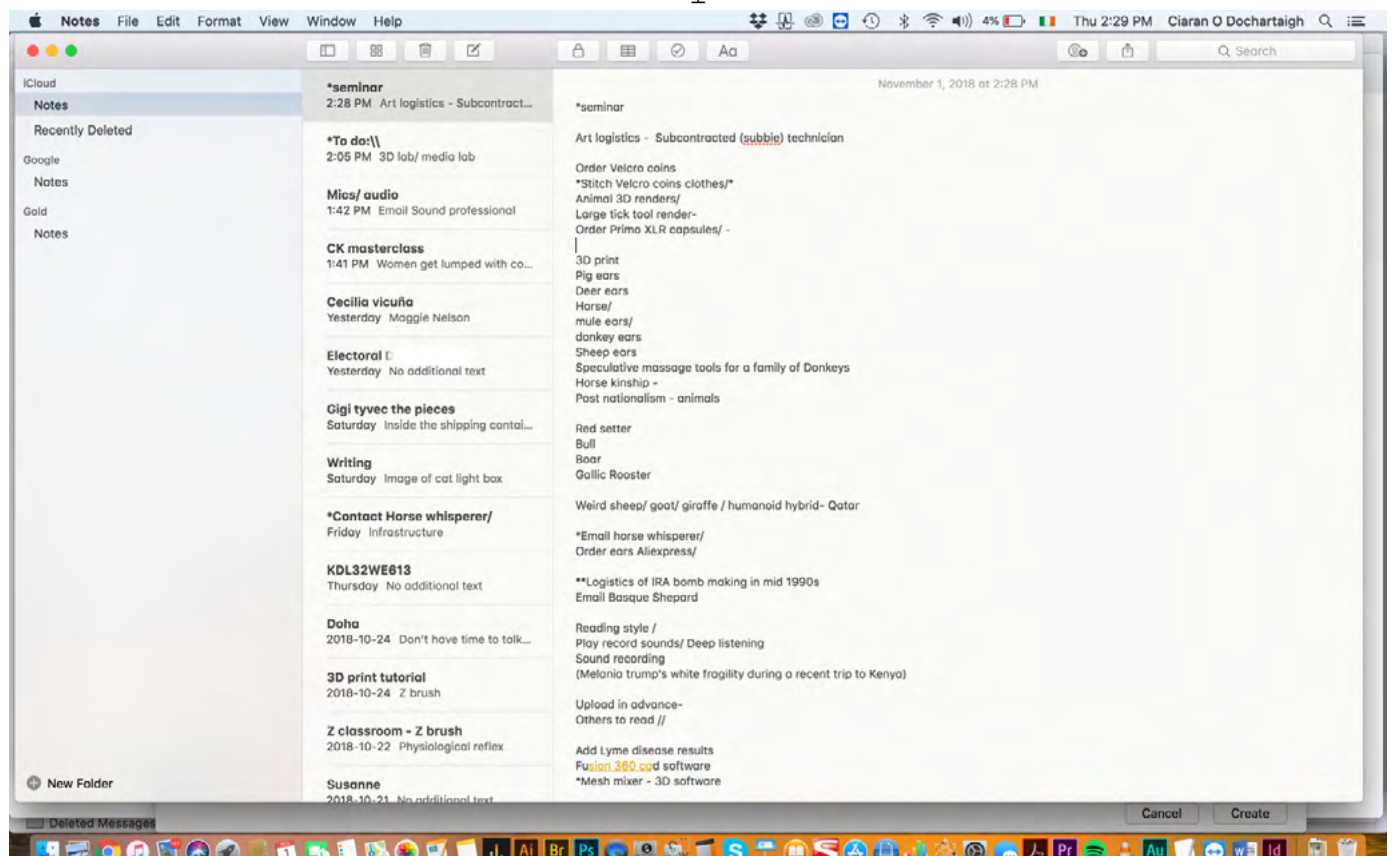 Notes File Edit Format View Window Help 4% Thu 2:29 PM Ciaran O Dochartaigh
Aa Search
iCloud
Notes
Recently Deleted
Google
Notes
Gold
Notes
New Folder
*seminar
2:28 PM Art logistics - Subcontract...
*To do:\\
2:05 PM 3D lab/ media lab
Mics/ audio
1:42 PM Email Sound professional
CK masterclass
1:41 PM Women get lumped with co...
Cecilia vicuña
Yesterday Maggie Nelson
Electoral
Yesterday No additional text
Gigi tyvec the pieces
Saturday Inside the shipping contai...
Writing
Saturday Image of cat light box
*Contact Horse whisperer/
Friday Infrastructure
KDL32WE613
Thursday No additional text
Doha
2018-10-24 Don't have time to talk...
3D print tutorial
2018-10-24 Z brush
Z classroom - Z brush
2018-10-22 Physiological reflex
Susanne
2018-10-21 No additional text
November 1, 2018 at 2:28 PM
*seminar
Art logistics - Subcontracted (subbie) technician
Order Velcro coins
*Stitch Velcro coins clothes/*
Animal 3D renders/
Large tick tool render-
Order Primo XLR capsules/ -
3D print
Pig ears
Deer ears
Horse/
mule ears/
donkey ears
Sheep ears
Speculative massage tools for a family of Donkeys
Horse kinship -
Post nationalism - animals
Red setter
Bull
Boar
Gallic Rooster
Weird sheep/ goat/ giraffe / humanoid hybrid- Qatar
*Email horse whisperer/
Order ears Aliexpress/
**Logistics of IRA bomb making in mid 1990s
Email Basque Shepard
Reading style /
Play record sounds/ Deep listening
Sound recording
(Melania trump's white fragility during a recent trip to Kenya)
Upload in advance-
Others to read //
Add Lyme disease results
Fusion 360 cad software
*Mesh mixer - 3D software
Deleted Messages
Cancel Create
Ai Br Ps S Pr Au W Id